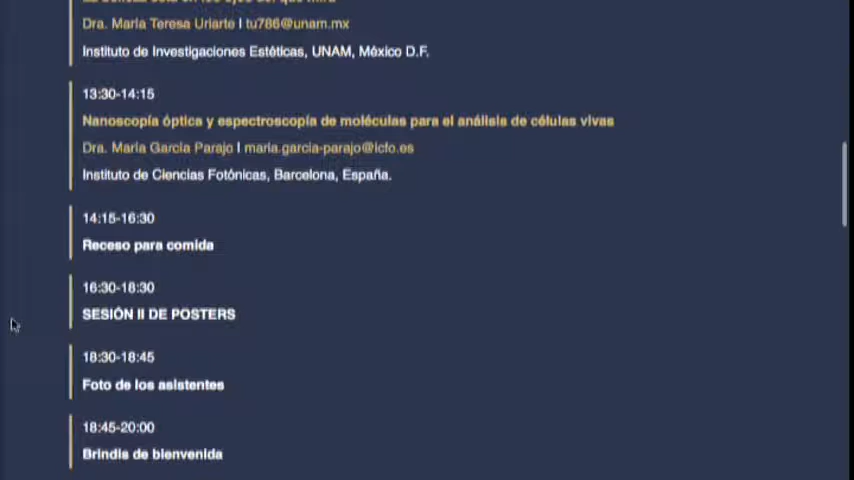 Dra. María Teresa Uriarte | tu786@unam.mx
Instituto de Investigaciones Estéticas, UNAM, México D.F.
13:30-14:15
Nanoscopía óptica y espectroscopía de moléculas para el análisis de células vivas
Dra. María García Parajo | maria.garcia-parajo@icfo.es
Instituto de Ciencias Fotónicas, Barcelona, España.
14:15-16:30
Receso para comida
16:30-18:30
SESIÓN II DE POSTERS
18:30-18:45
Foto de los asistentes
18:45-20:00
Brindis de bienvenida